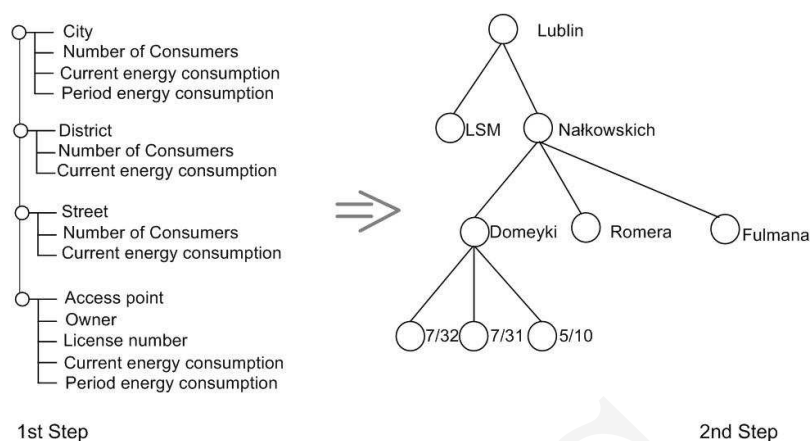 City
Number of Consumers
Current energy consumption
Period energy consumption
District
Number of Consumers
Current energy consumption
Street
Number of Consumers
Current energy consumption
Access point
Owner
License number
Current energy consumption
Period energy consumption
1st Step
Lublin
LSM
Nałkowskich
Domeyki
Romera
Fulmana
7/32
7/31
5/10
2nd Step